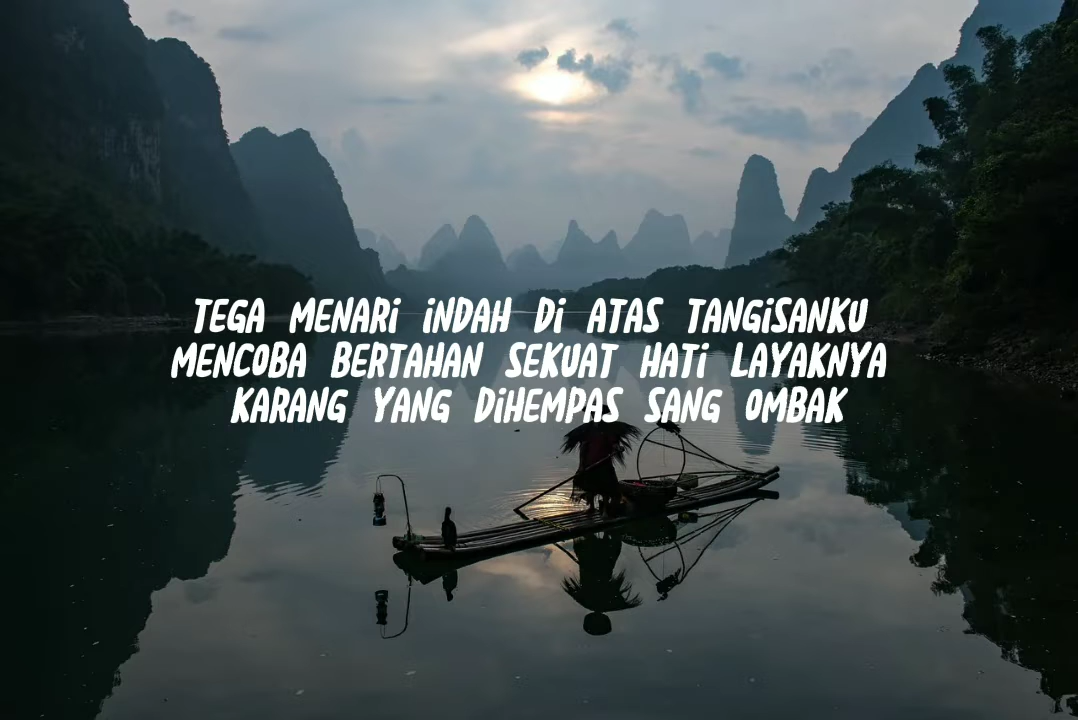 TEGA MENARI INDAH DI ATAS TANGISANKU
MENCOBA BERTAHAN SEKUAT HATI LAYAKNYA
KARANG YANG DIHEMPAS SANG OMBAK